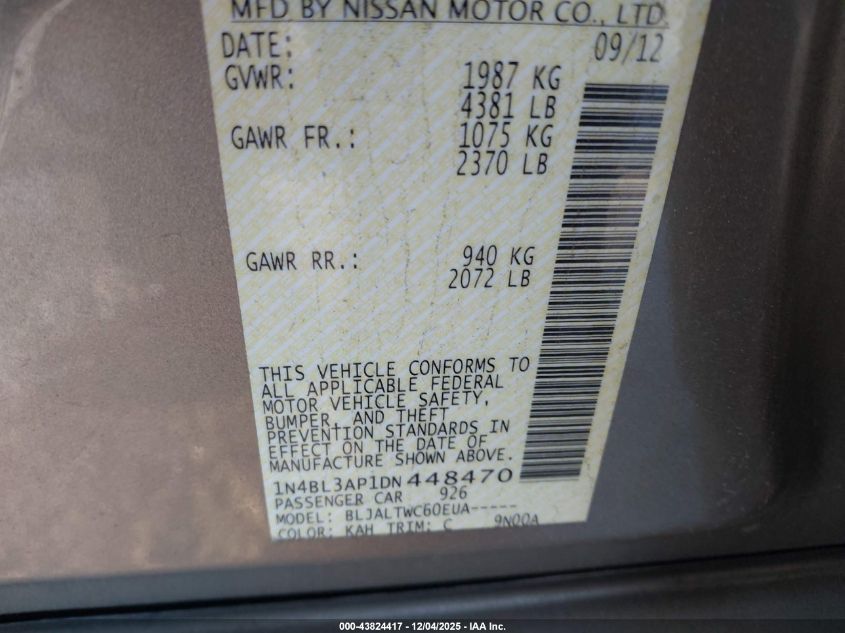 MFD BY NISSAN MOTOR CO., LTD.
DATE: 09/12
GVWR: 1987 KG
4381 LB
GAWR FR.: 1075 KG
2370 LB
GAWR RR.: 940 KG
2072 LB
THIS VEHICLE CONFORMS TO
ALL APPLICABLE FEDERAL
MOTOR VEHICLE SAFETY,
BUMPER, AND THEFT
PREVENTION STANDARDS IN
EFFECT ON THE DATE OF
MANUFACTURE SHOWN ABOVE.
1N4BL3AP1DN448470
PASSENGER CAR 926
MODEL: BLJALTWC60EUA-----
COLOR: KAH TRIM: C 9N00A
000-43824417 - 12/04/2025 - IAA Inc.